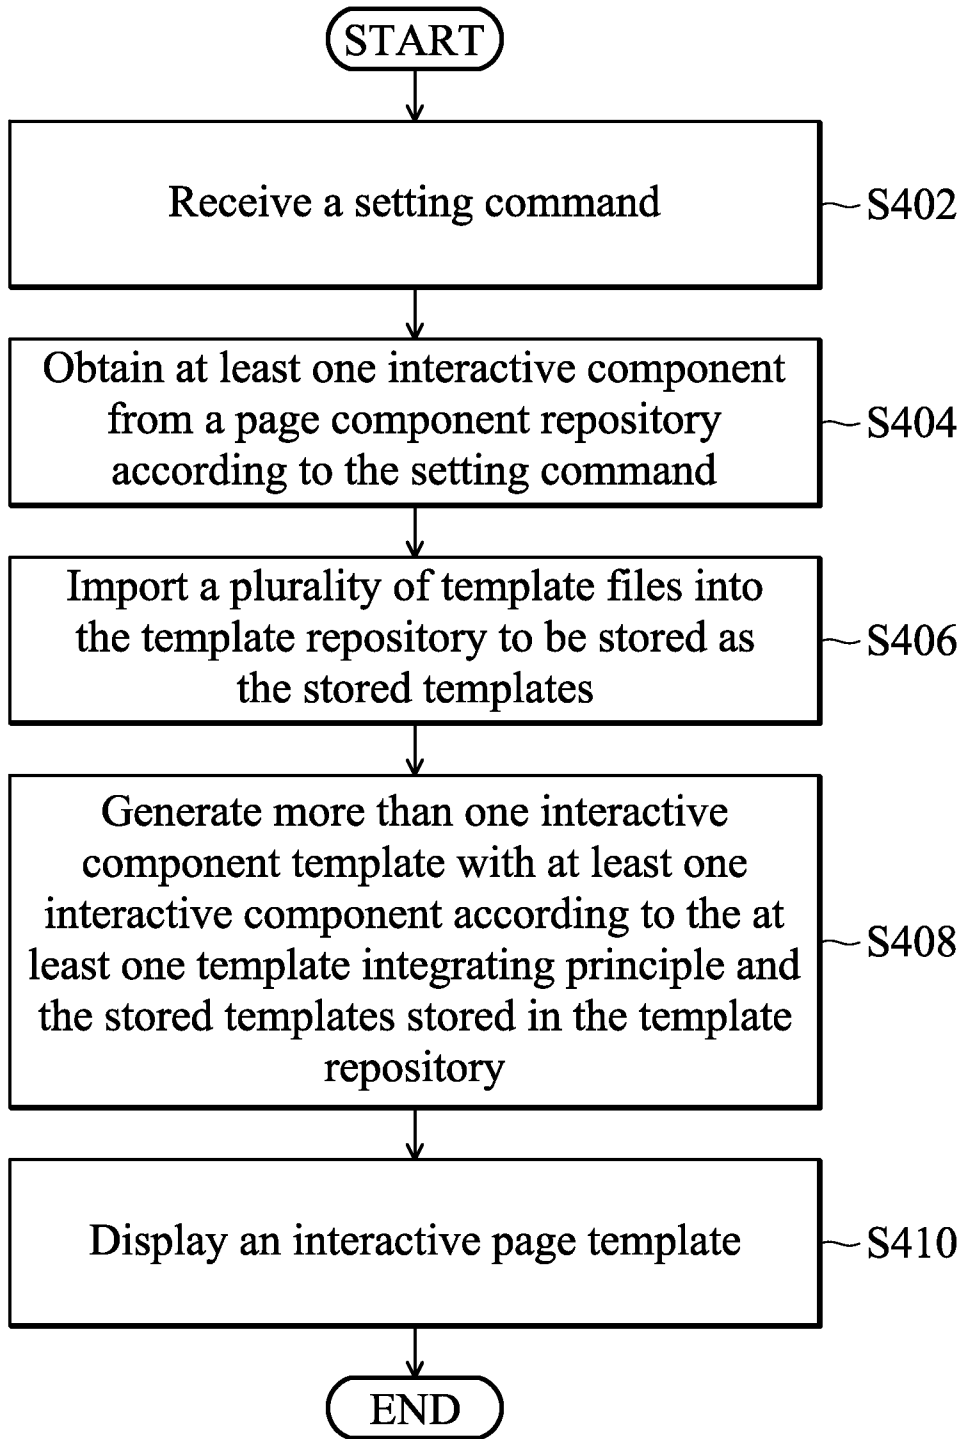 START
Receive a setting command
S402
Obtain at least one interactive component
from a page component repository
according to the setting command
S404
Import a plurality of template files into
the template repository to be stored as
the stored templates
S406
Generate more than one interactive
component template with at least one
interactive component according to the at
least one template integrating principle and
the stored templates stored in the template
repository
S408
Display an interactive page template
S410
END